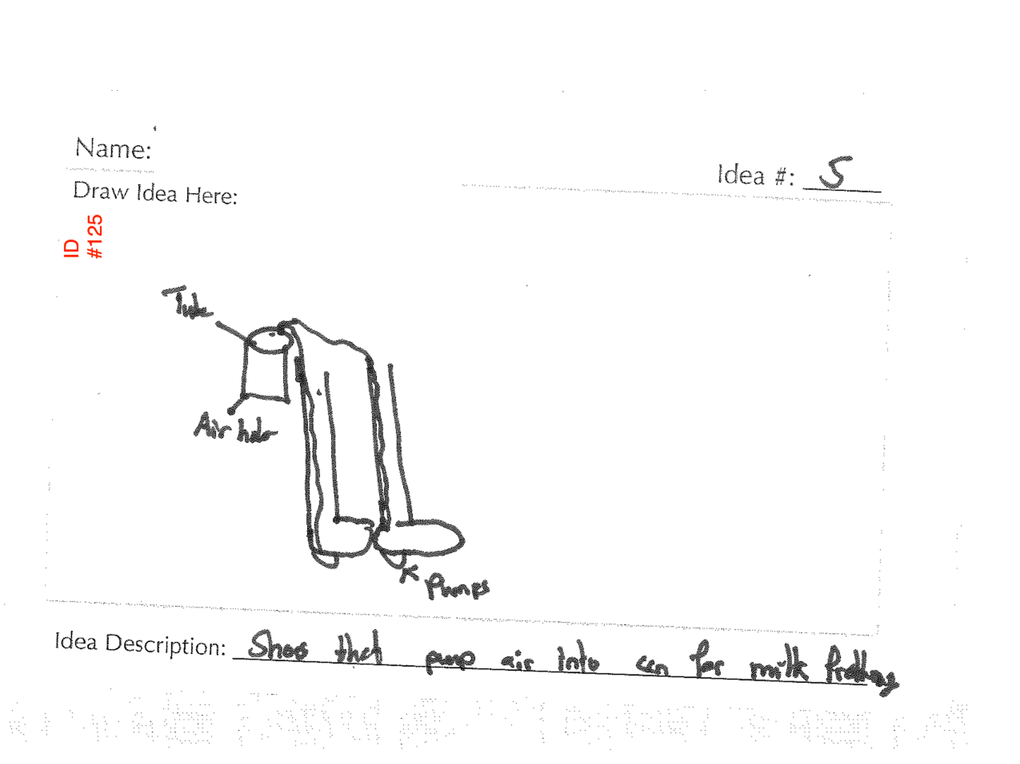 Name:
Idea #: 5
Draw Idea Here:
ID
#125
Tube
Air hole
Pumps
Idea Description: Shoes that pump air into can for milk frothing